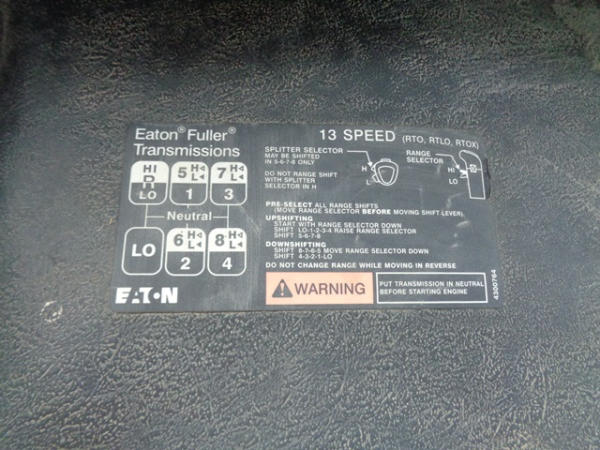 Eaton® Fuller®
Transmissions
13 SPEED (RTO, RTLO, RTOX)
HI
R
LO
5 H L
1
7 H L
3
Neutral
LO
6 H L
2
8 H L
4
EATON
SPLITTER SELECTOR
MAY BE SHIFTED
IN 5-6-7-8 ONLY
H
L
RANGE
SELECTOR
HI
LO
DO NOT RANGE SHIFT
WITH SPLITTER
SELECTOR IN H
PRE-SELECT ALL RANGE SHIFTS
(MOVE RANGE SELECTOR BEFORE MOVING SHIFT LEVER).
UPSHIFTING
START WITH RANGE SELECTOR DOWN
SHIFT LO-1-2-3-4 RAISE RANGE SELECTOR
SHIFT 5-6-7-8
DOWNSHIFTING
SHIFT 8-7-6-5 MOVE RANGE SELECTOR DOWN
SHIFT 4-3-2-1-LO
DO NOT CHANGE RANGE WHILE MOVING IN REVERSE
WARNING
PUT TRANSMISSION IN NEUTRAL
BEFORE STARTING ENGINE
4300764